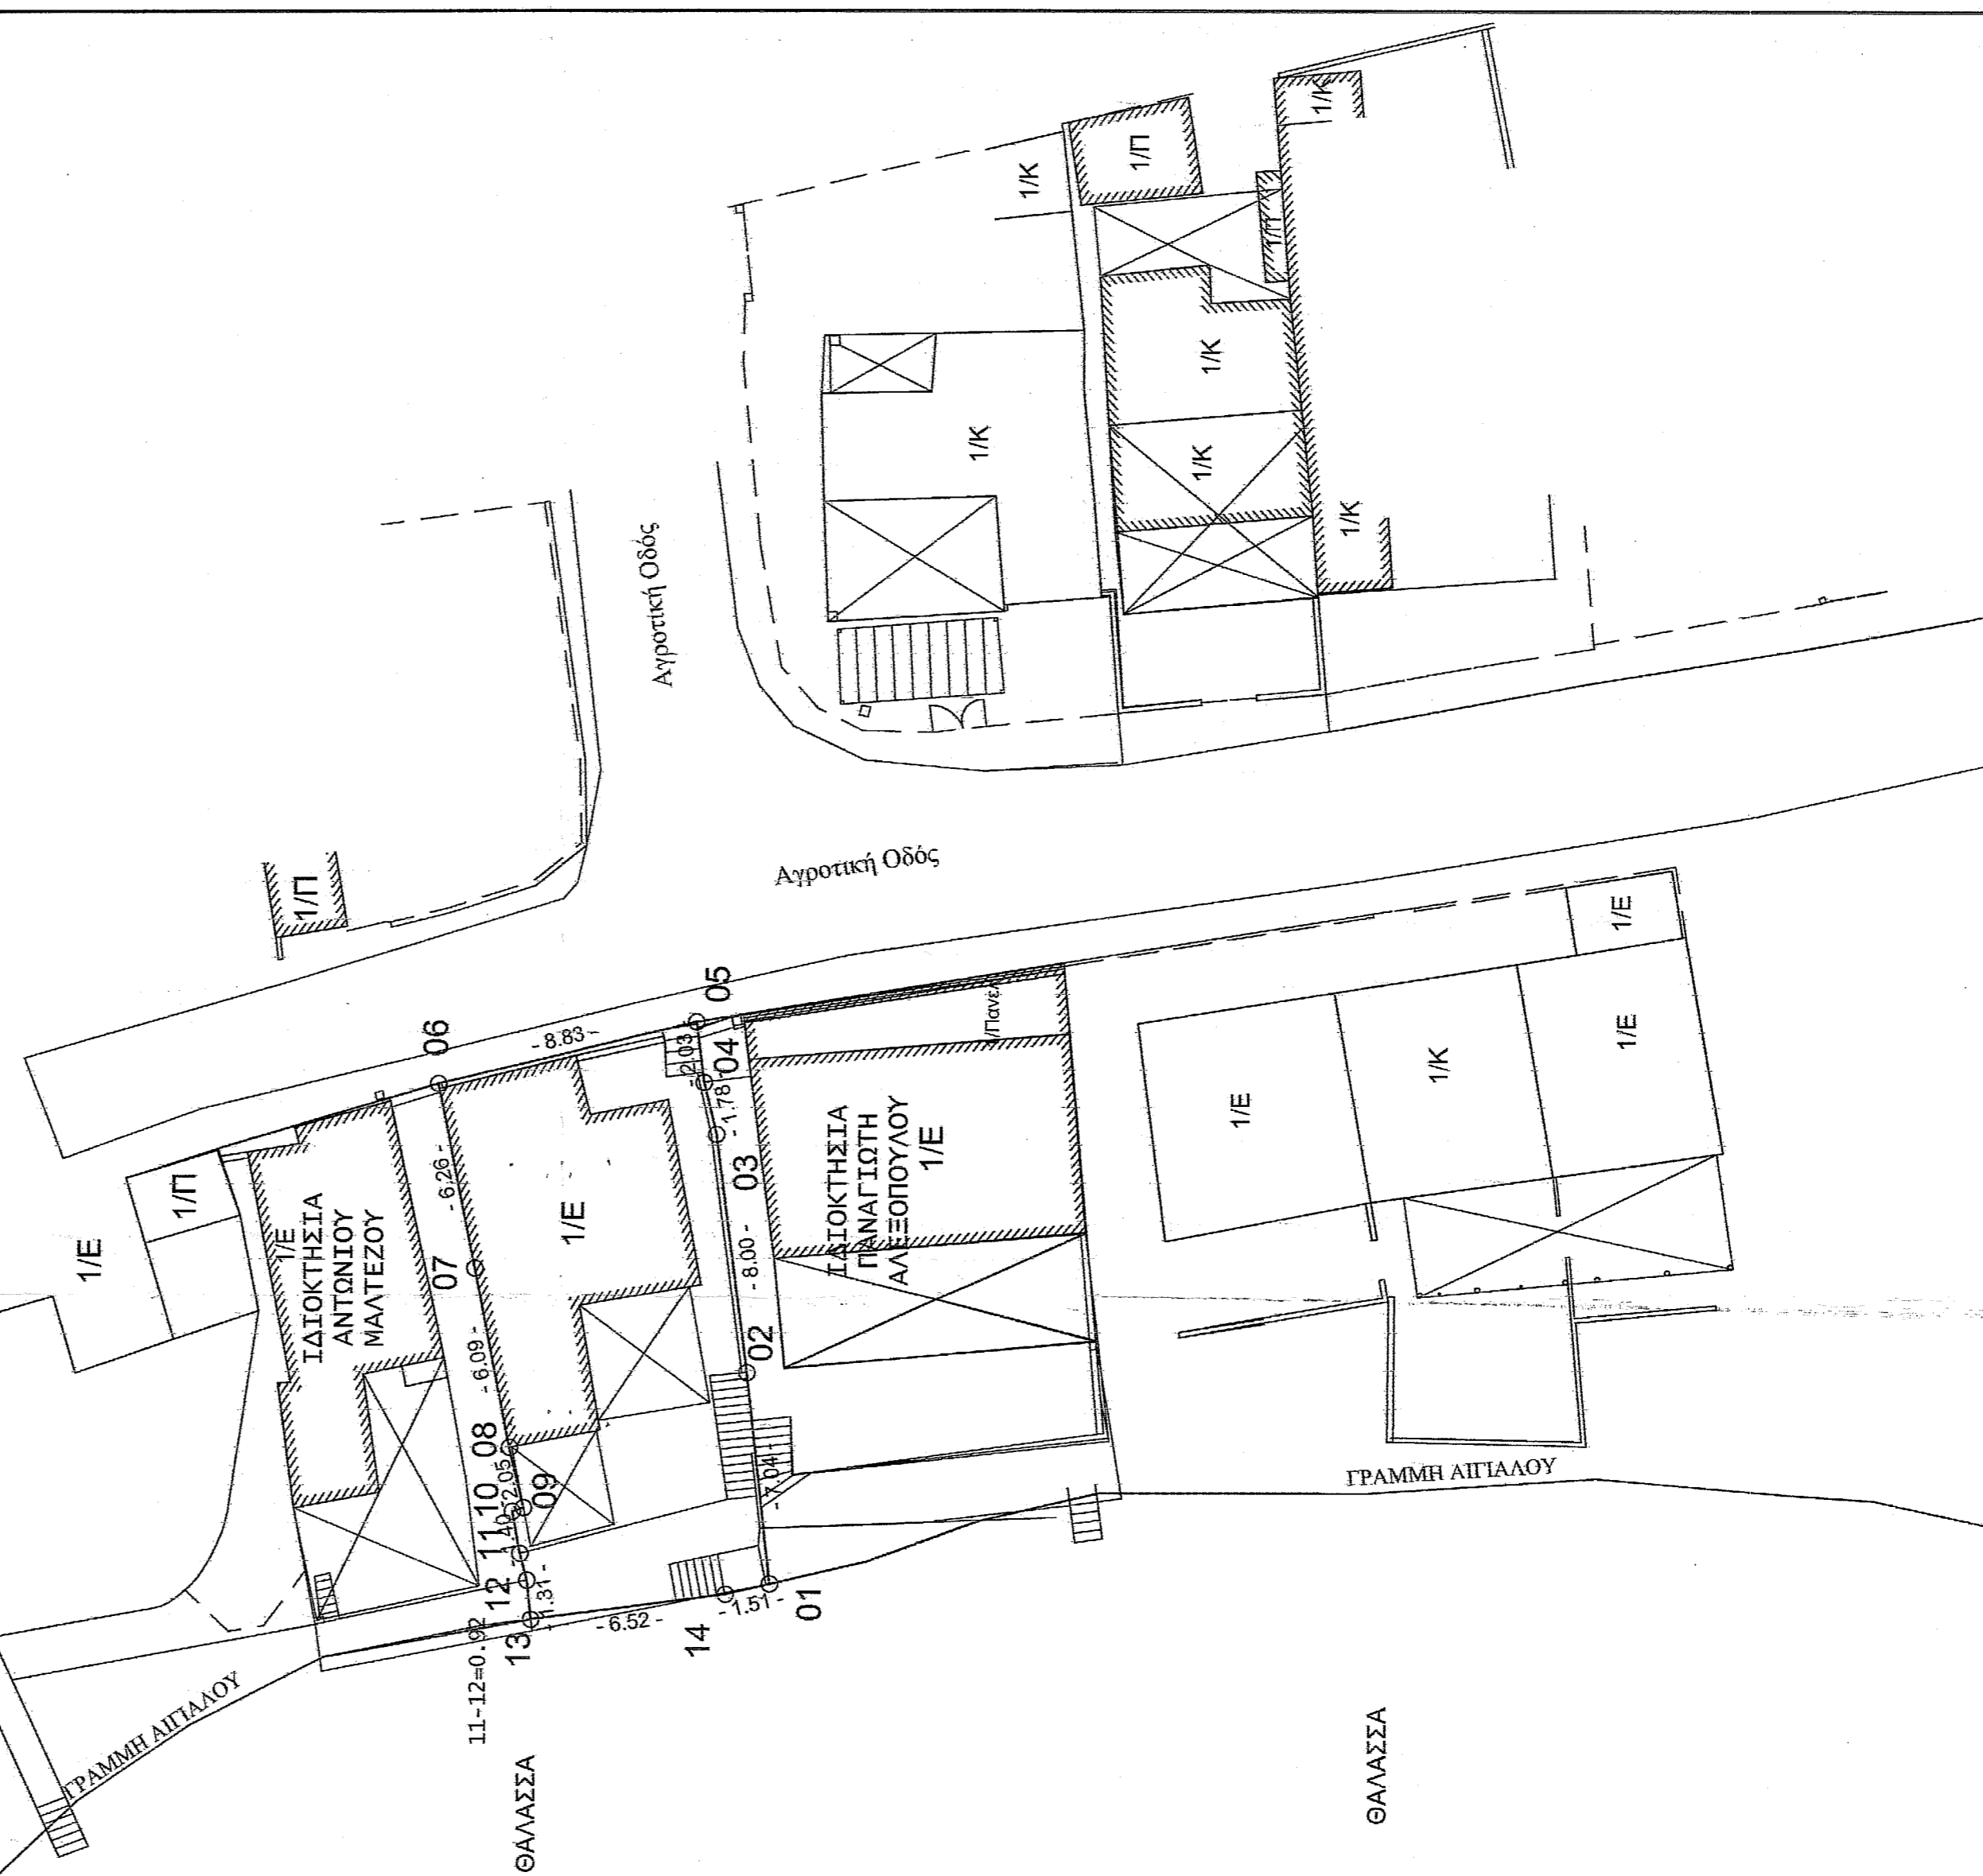 1/K
1/Π
1/K
1/Π
1/K
1/K
1/K
1/K
Αγροτική Οδός
Αγροτική Οδός
1/Π
1/E
1/Π
1/E
ΙΔΙΟΚΤΗΣΙΑ
ΑΝΤΩΝΙΟΥ
ΜΑΛΤΕΖΟΥ
1/E
ΙΔΙΟΚΤΗΣΙΑ
ΠΑΝΑΓΙΩΤΗ
ΑΛΕΞΟΠΟΥΛΟΥ
1/E
1/E
1/K
1/E
1/E
06
- 8.83 -
05
- 2.03 -
04
- 1.78 -
03
- 8.00 -
02
- 7.04 -
01
- 1.51 -
14
- 6.52 -
13
- 1.31 -
12
11-12=0.92
11
10
09
2.05
08
- 6.09 -
07
- 6.26 -
ΓΡΑΜΜΗ ΑΙΓΙΑΛΟΥ
ΓΡΑΜΜΗ ΑΙΓΙΑΛΟΥ
ΘΑΛΑΣΣΑ
ΘΑΛΑΣΣΑ